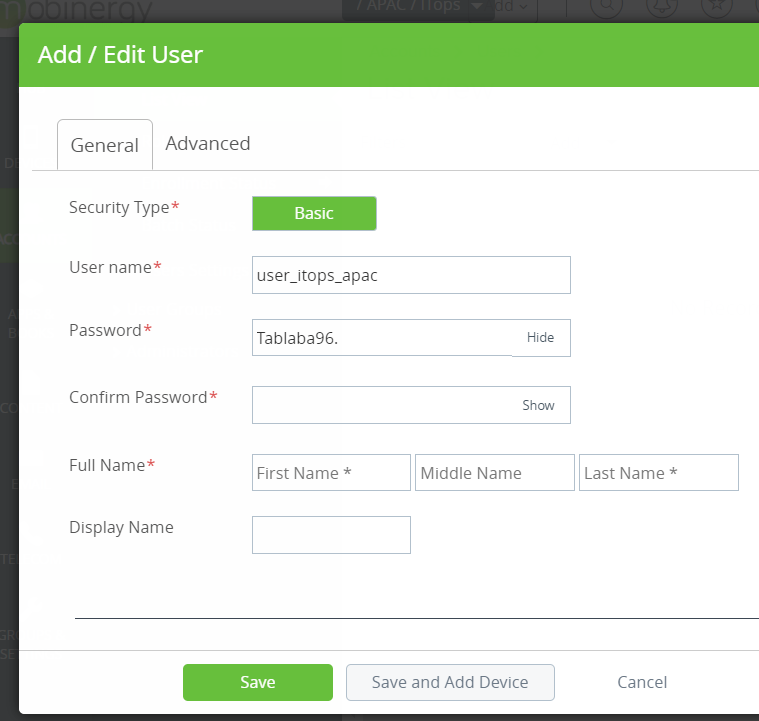 mobinergy
/ APAC / ITops
Add / Edit User
General
Advanced
Security Type*
Basic
User name*
user_itops_apac
Password*
Tablaba96.
Hide
Confirm Password*
Show
Full Name*
First Name *
Middle Name
Last Name *
Display Name
Save
Save and Add Device
Cancel